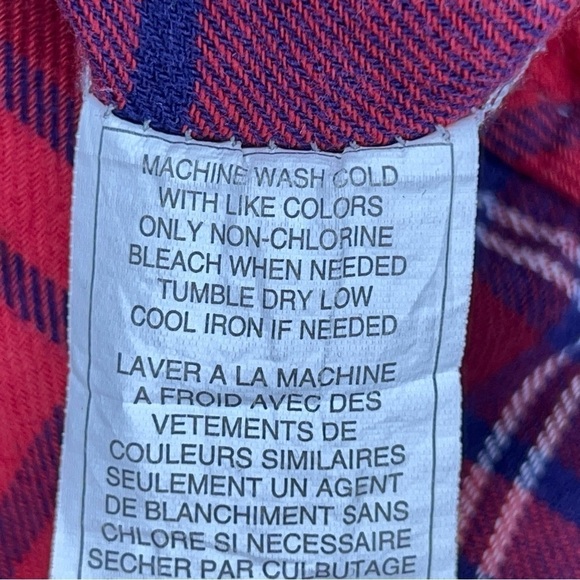 MACHINE WASH COLD
WITH LIKE COLORS
ONLY NON-CHLORINE
BLEACH WHEN NEEDED
TUMBLE DRY LOW
COOL IRON IF NEEDED
LAVER A LA MACHINE
A FROID AVEC DES
VETEMENTS DE
COULEURS SIMILAIRES
SEULEMENT UN AGENT
DE BLANCHIMENT SANS
CHLORE SI NECESSAIRE
SECHER PAR CULBUTAGE